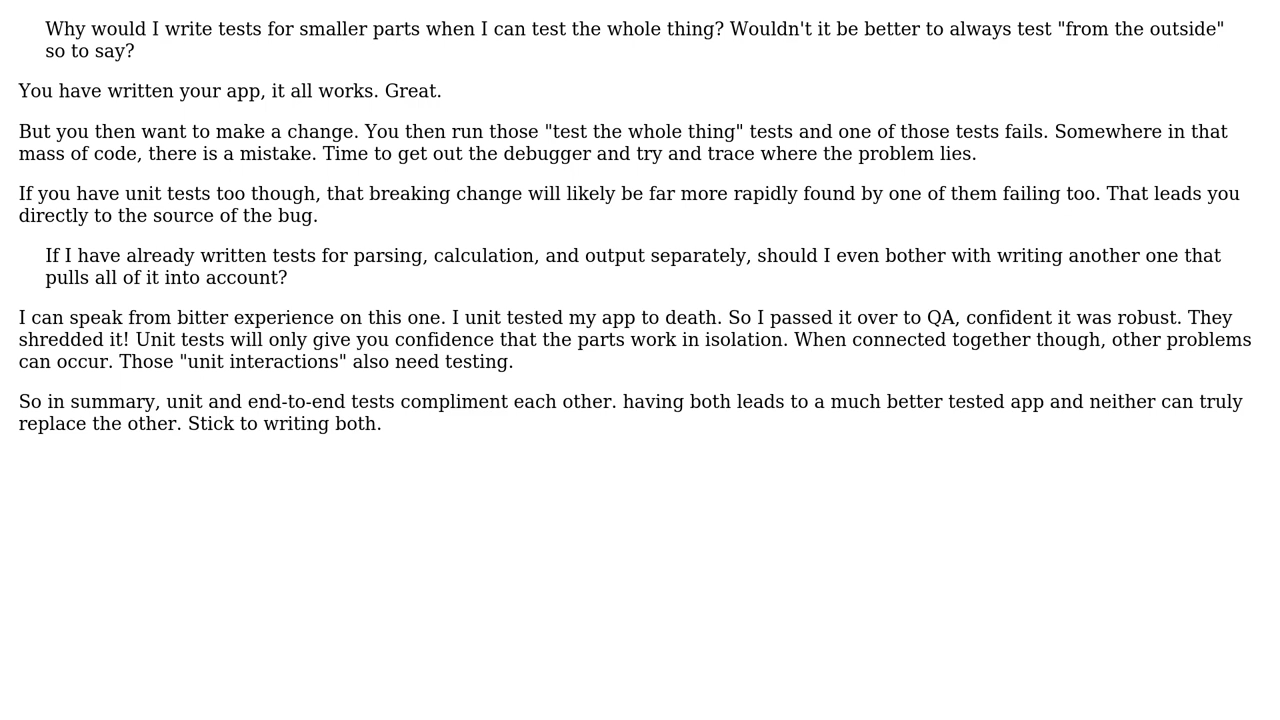 Why would I write tests for smaller parts when I can test the whole thing? Wouldn't it be better to always test "from the outside"
so to say?
You have written your app, it all works. Great.
But you then want to make a change. You then run those "test the whole thing" tests and one of those tests fails. Somewhere in that
mass of code, there is a mistake. Time to get out the debugger and try and trace where the problem lies.
If you have unit tests too though, that breaking change will likely be far more rapidly found by one of them failing too. That leads you
directly to the source of the bug.
If I have already written tests for parsing, calculation, and output separately, should I even bother with writing another one that
pulls all of it into account?
I can speak from bitter experience on this one. I unit tested my app to death. So I passed it over to QA, confident it was robust. They
shredded it! Unit tests will only give you confidence that the parts work in isolation. When connected together though, other problems
can occur. Those "unit interactions" also need testing.
So in summary, unit and end-to-end tests compliment each other. having both leads to a much better tested app and neither can truly
replace the other. Stick to writing both.